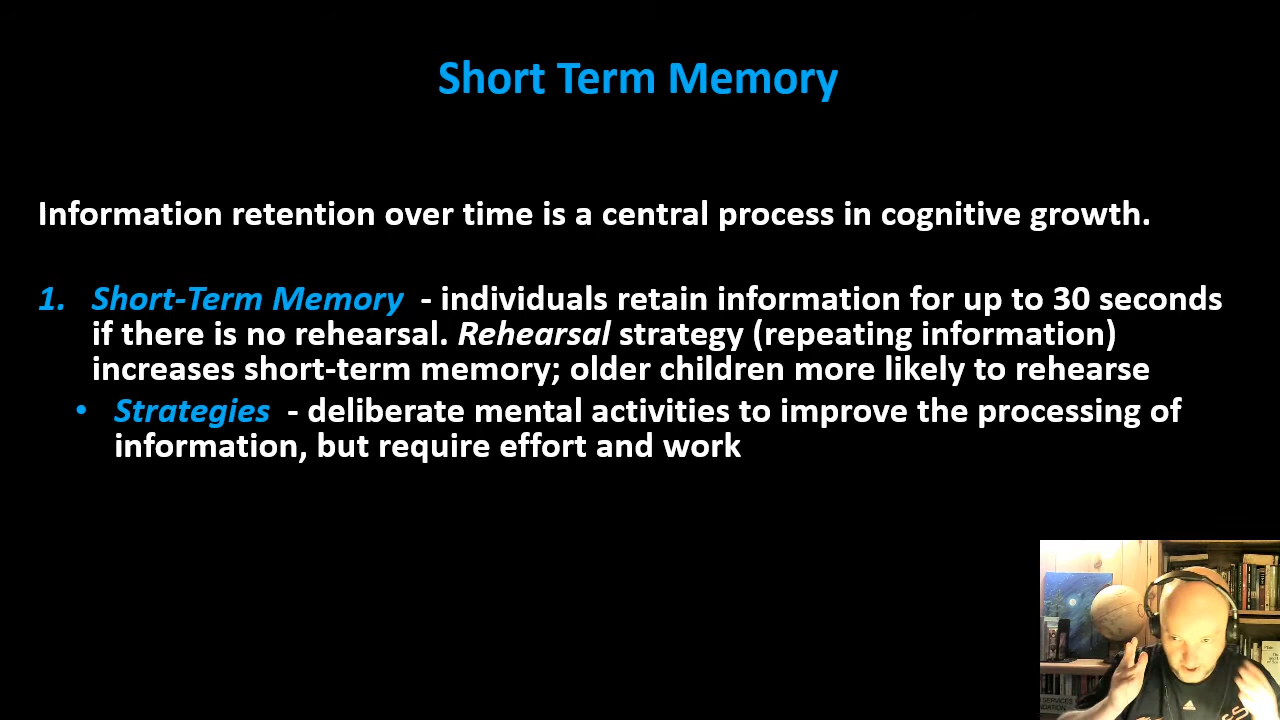 Short Term Memory
Information retention over time is a central process in cognitive growth.
1. Short-Term Memory - individuals retain information for up to 30 seconds
if there is no rehearsal. Rehearsal strategy (repeating information)
increases short-term memory; older children more likely to rehearse
• Strategies - deliberate mental activities to improve the processing of
information, but require effort and work